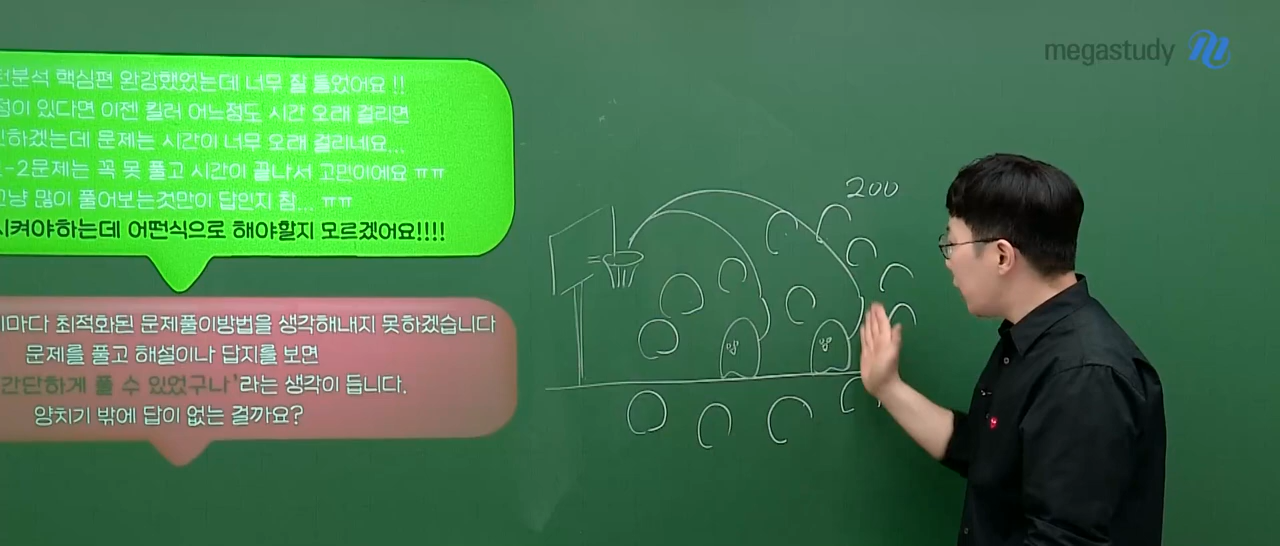 megastudy
턴분석 핵심편 완강했었는데 너무 잘 들었어요 !!
점이 있다면 이젠 킬러 어느정도 시간 오래 걸리면
하겠는데 문제는 시간이 너무 오래 걸리네요...
-2문제는 꼭 못 풀고 시간이 끝나서 고민이에요 ㅠㅠ
그냥 많이 풀어보는것만이 답인지 참... ㅠㅠ
시켜야하는데 어떤식으로 해야할지 모르겠어요!!!!
마다 최적화된 문제풀이방법을 생각해내지 못하겠습니다
문제를 풀고 해설이나 답지를 보면
간단하게 풀 수 있었구나'라는 생각이 듭니다.
양치기 밖에 답이 없는 걸까요?
200